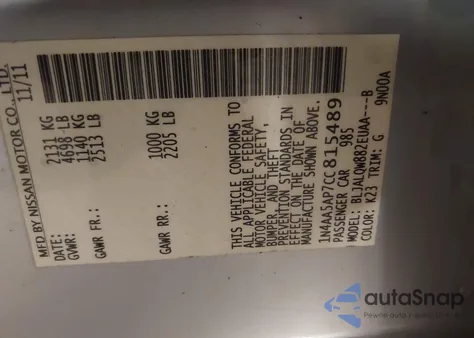 MFD BY NISSAN MOTOR CO., LTD.
DATE: 11/11
GVWR: 2131 KG
4698 LB
GAWR FR: 1140 KG
2513 LB
GAWR RR: 1000 KG
2205 LB
THIS VEHICLE CONFORMS TO
ALL APPLICABLE FEDERAL
MOTOR VEHICLE SAFETY,
BUMPER, AND THEFT
PREVENTION STANDARDS IN
EFFECT ON THE DATE OF
MANUFACTURE SHOWN ABOVE.
1N4AA5AP7CC815489
PASSENGER CAR 985
MODEL: BLJALQW882EUAA---B
COLOR: K23 TRIM: G 9N00A
autaSnap